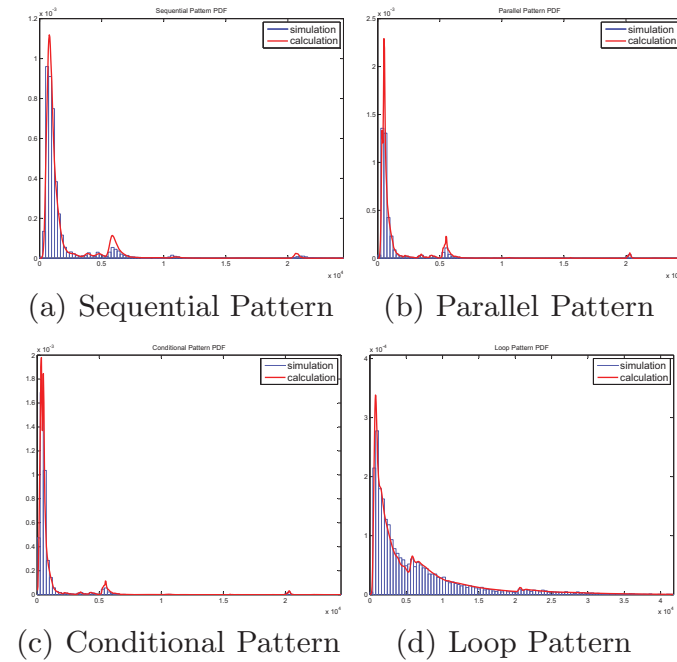 Sequential Pattern PDF
x 10⁻³
simulation
calculation
1.2
1
0.8
0.6
0.4
0.2
0
0 0.5 1 1.5 2
x 10⁴
(a) Sequential Pattern
Parallel Pattern PDF
x 10⁻³
simulation
calculation
2.5
2
1.5
1
0.5
0
0 0.5 1 1.5 2
x 10⁴
(b) Parallel Pattern
Conditional Pattern PDF
x 10⁻³
simulation
calculation
2
1.8
1.6
1.4
1.2
1
0.8
0.6
0.4
0.2
0
0 0.5 1 1.5 2
x 10⁴
(c) Conditional Pattern
Loop Pattern PDF
x 10⁻⁴
simulation
calculation
4
3
2
1
0
0 0.5 1 1.5 2 2.5 3 3.5 4
x 10⁴
(d) Loop Pattern